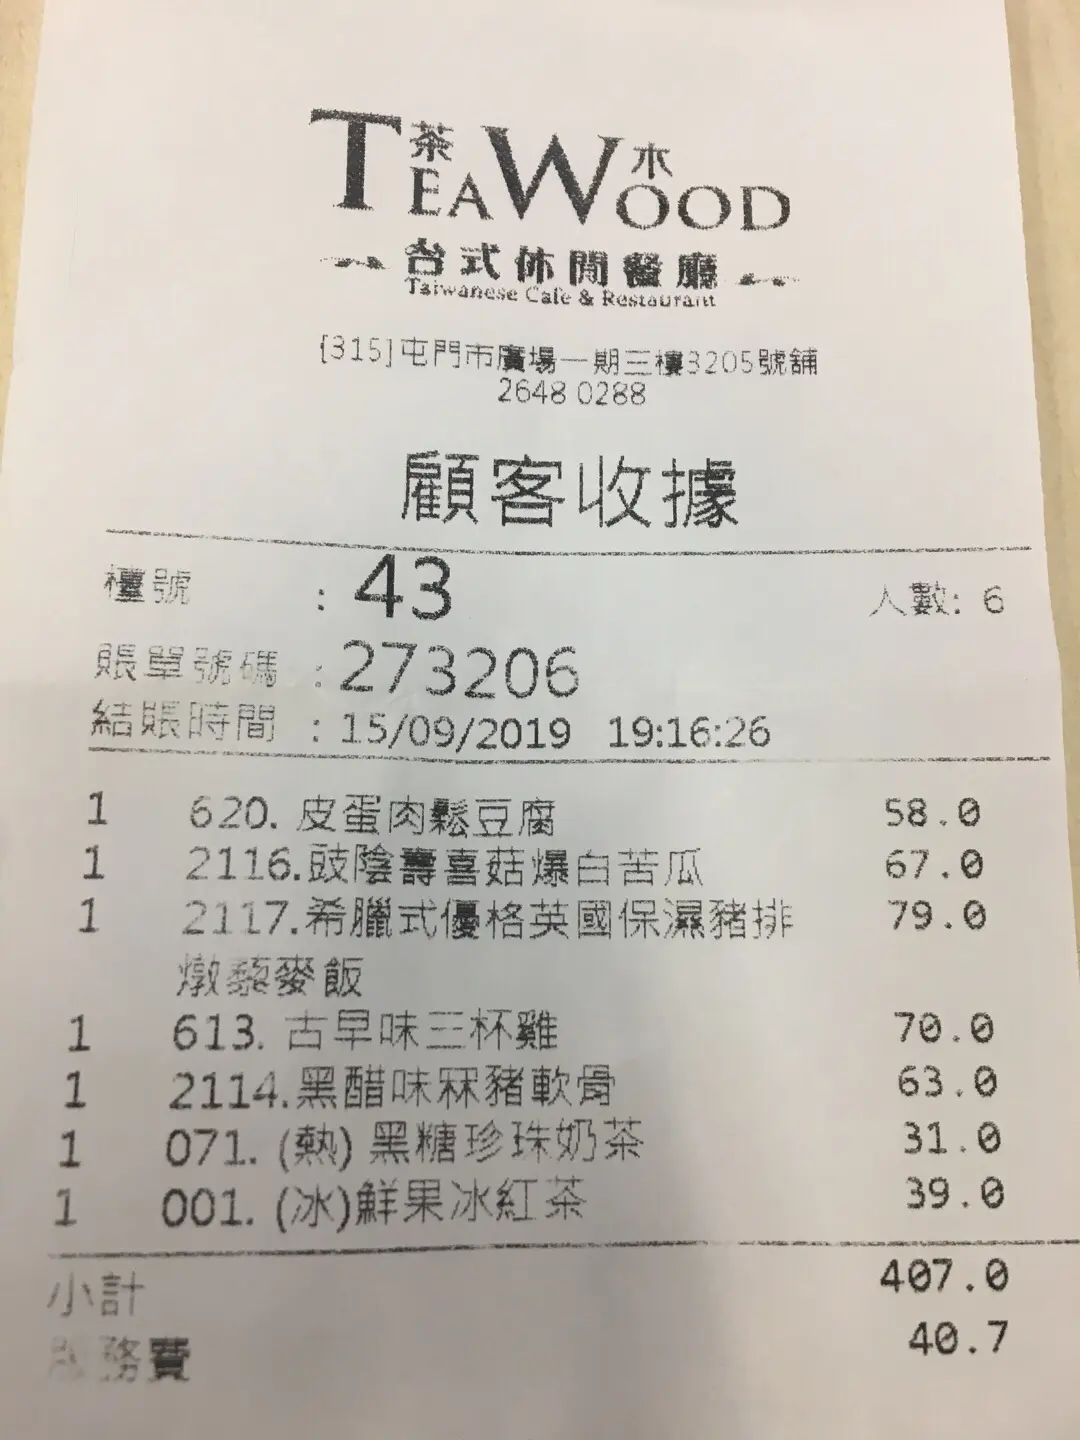 TEAWOOD 茶木
台式休閒餐廳
Taiwanese Cafe & Restaurant
[315]屯門市廣場一期三樓3205號舖
2648 0288
顧客收據
檯號 : 43 人數: 6
賬單號碼 : 273206
結賬時間 : 15/09/2019 19:16:26
1 620. 皮蛋肉鬆豆腐 58.0
1 2116.豉陰壽喜菇爆白苦瓜 67.0
1 2117.希臘式優格英國保濕豬排 79.0
燉藜麥飯
1 613. 古早味三杯雞 70.0
1 2114.黑醋味冧豬軟骨 63.0
1 071. (熱) 黑糖珍珠奶茶 31.0
1 001. (冰)鮮果冰紅茶 39.0
小計 407.0
服務費 40.7